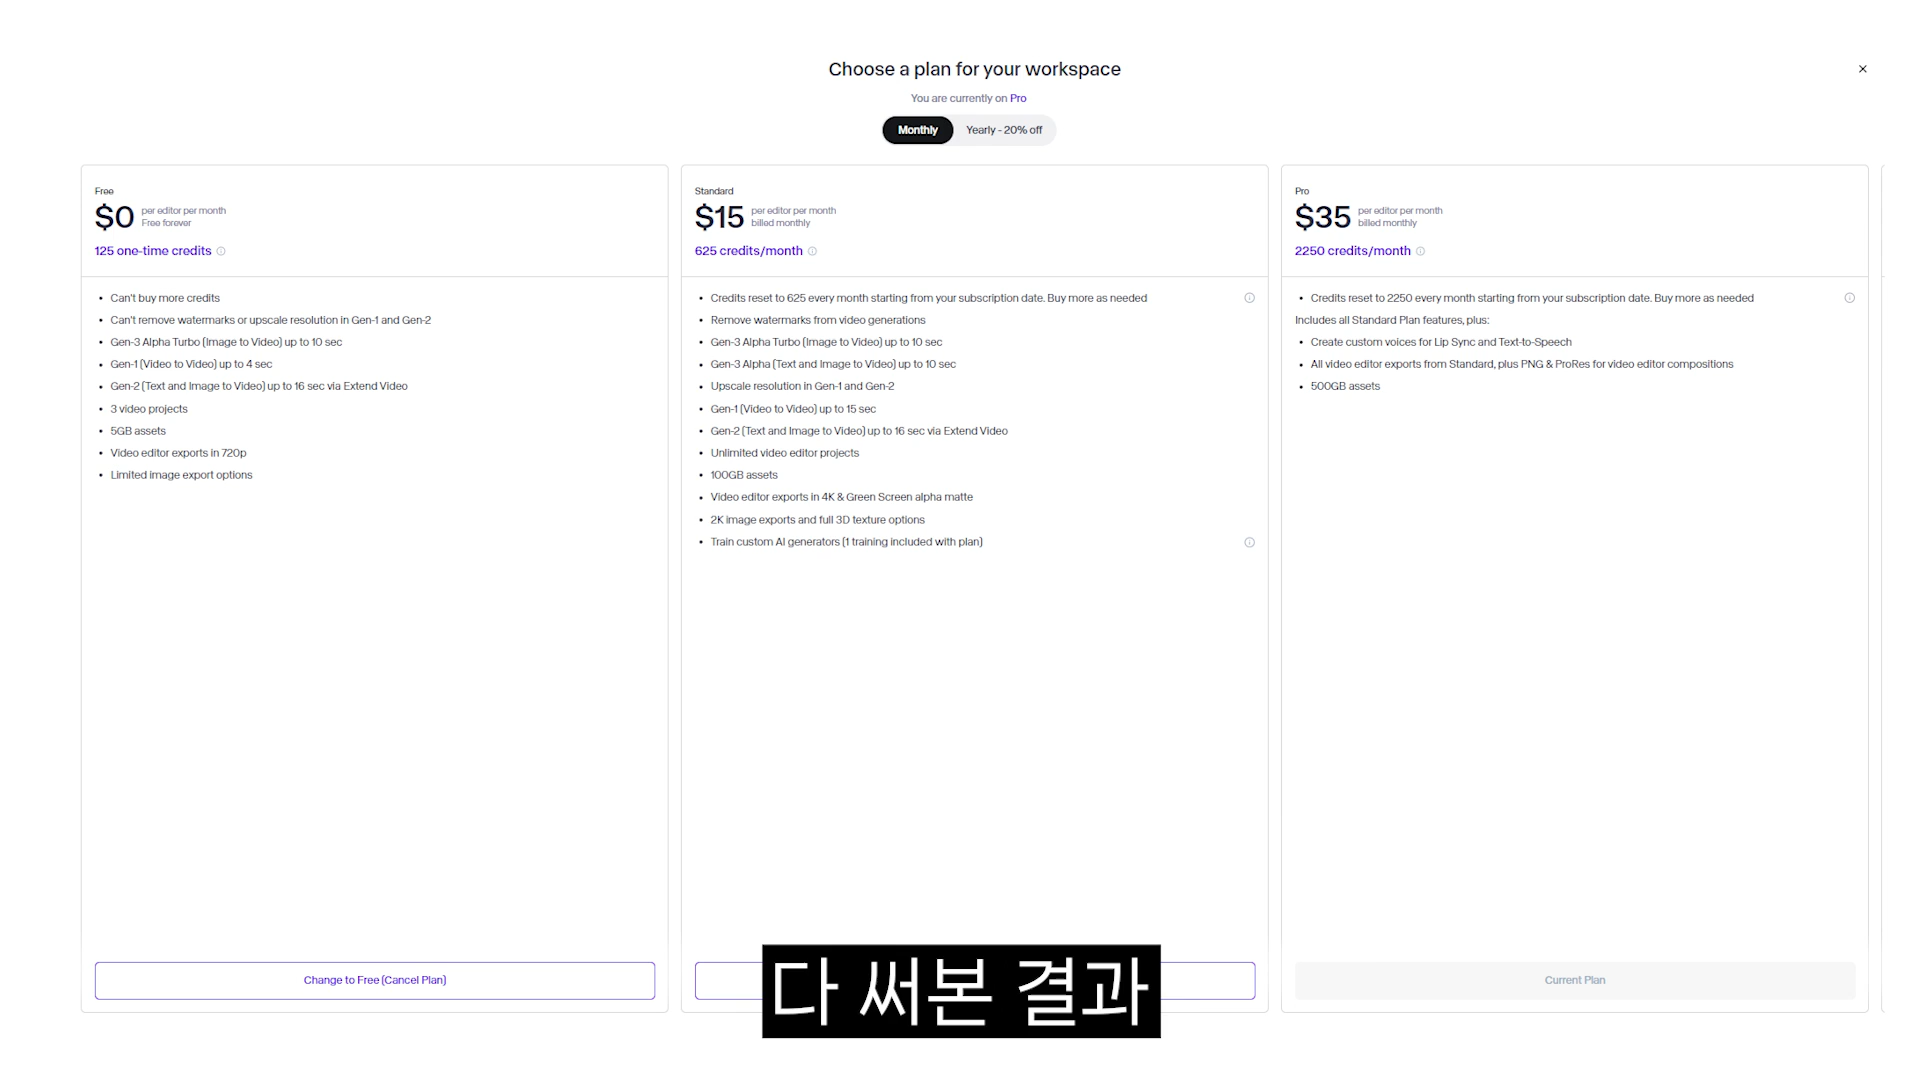 Choose a plan for your workspace
You are currently on Pro
Monthly
Yearly - 20% off
Free
$0
per editor per month
Free forever
125 one-time credits
• Can't buy more credits
• Can't remove watermarks or upscale resolution in Gen-1 and Gen-2
• Gen-3 Alpha Turbo (Image to Video) up to 10 sec
• Gen-1 (Video to Video) up to 4 sec
• Gen-2 (Text and Image to Video) up to 16 sec via Extend Video
• 3 video projects
• 5GB assets
• Video editor exports in 720p
• Limited image export options
Change to Free (Cancel Plan)
Standard
$15
per editor per month
billed monthly
625 credits/month
• Credits reset to 625 every month starting from your subscription date. Buy more as needed
• Remove watermarks from video generations
• Gen-3 Alpha Turbo (Image to Video) up to 10 sec
• Gen-3 Alpha (Text and Image to Video) up to 10 sec
• Upscale resolution in Gen-1 and Gen-2
• Gen-1 (Video to Video) up to 15 sec
• Gen-2 (Text and Image to Video) up to 16 sec via Extend Video
• Unlimited video editor projects
• 100GB assets
• Video editor exports in 4K & Green Screen alpha matte
• 2K image exports and full 3D texture options
• Train custom AI generators (1 training included with plan)
Pro
$35
per editor per month
billed monthly
2250 credits/month
• Credits reset to 2250 every month starting from your subscription date. Buy more as needed
Includes all Standard Plan features, plus:
• Create custom voices for Lip Sync and Text-to-Speech
• All video editor exports from Standard, plus PNG & ProRes for video editor compositions
• 500GB assets
Current Plan
다 써본 결과